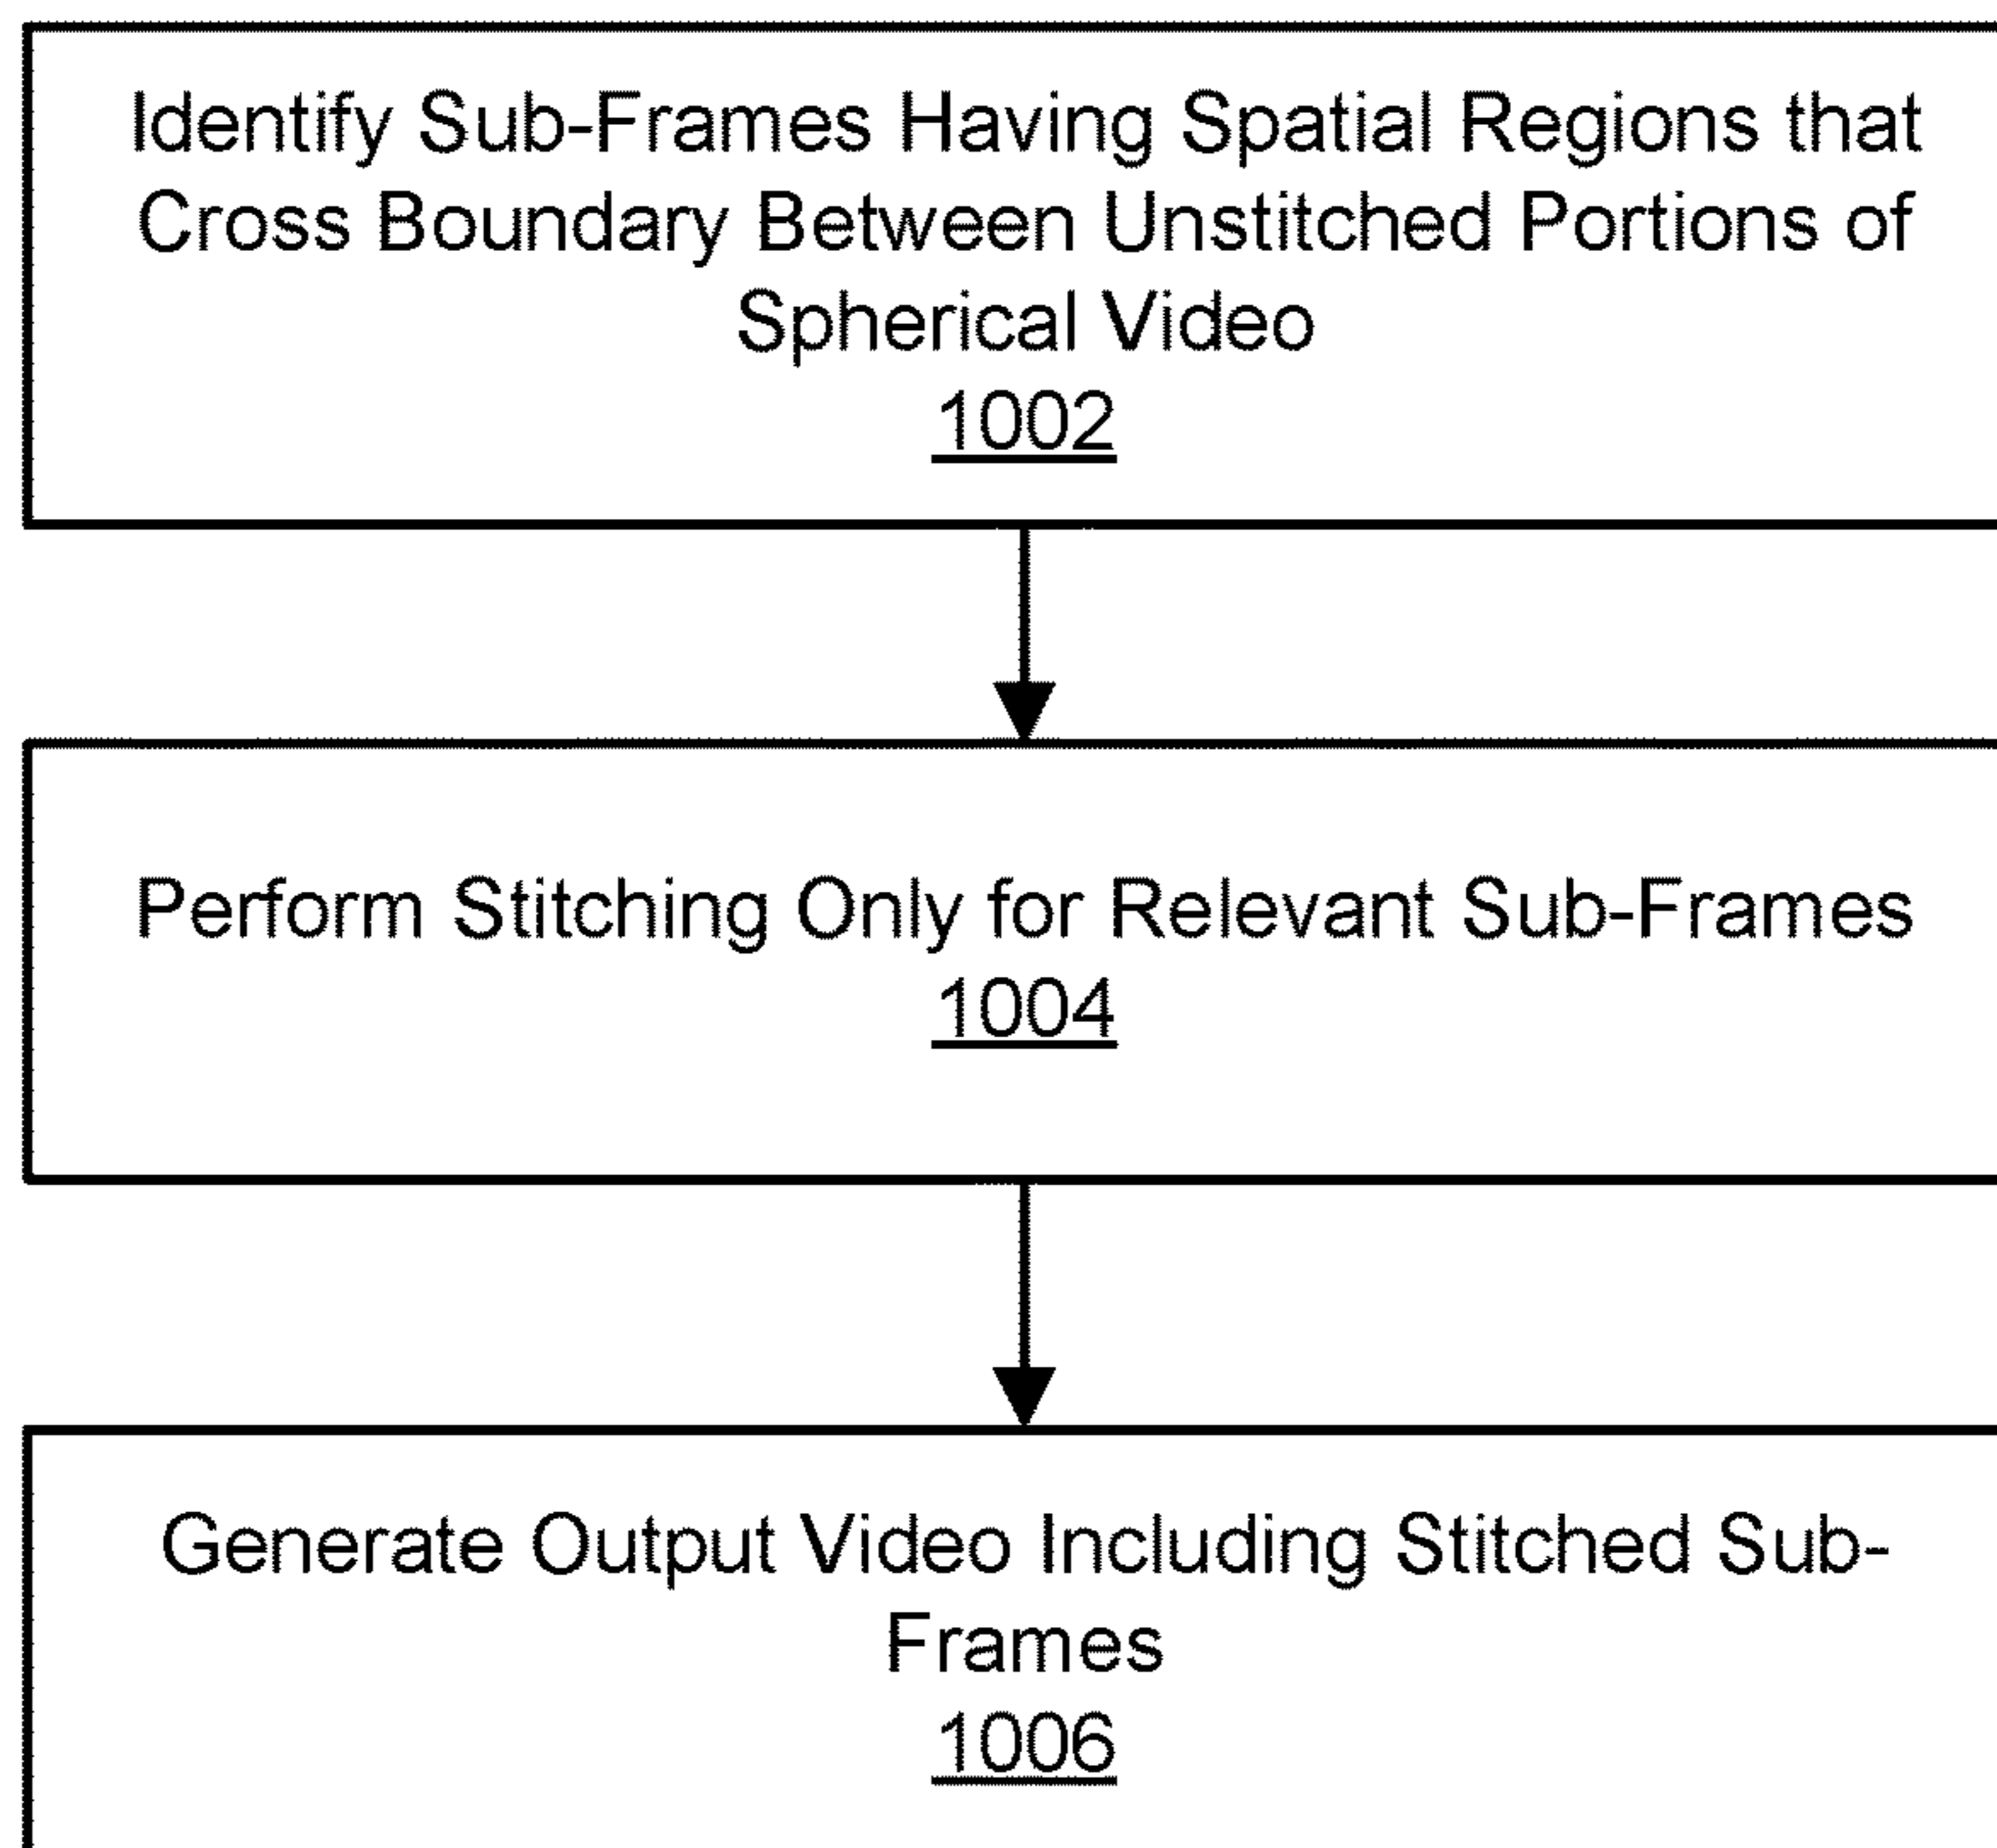 Identify Sub-Frames Having Spatial Regions that
Cross Boundary Between Unstitched Portions of
Spherical Video
1002
Perform Stitching Only for Relevant Sub-Frames
1004
Generate Output Video Including Stitched Sub-
Frames
1006